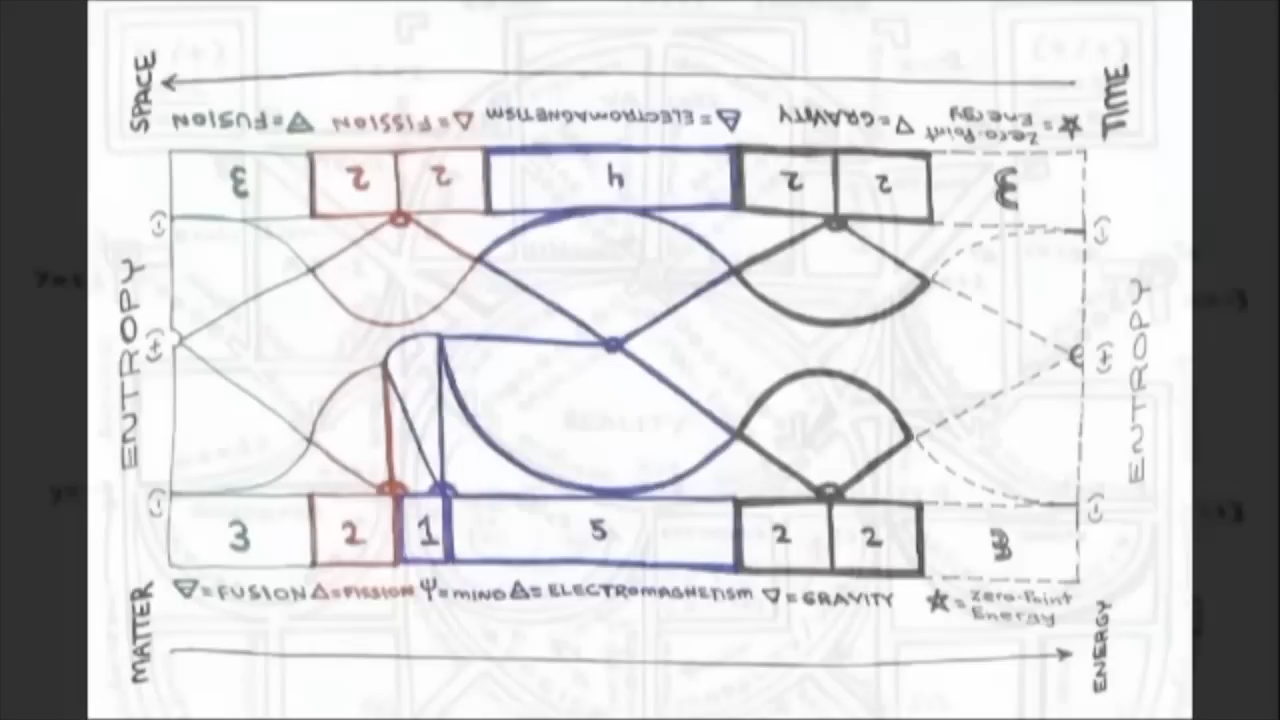 SPACE
TIME
▽=FUSION ▽=FISSION ▽=ELECTROMAGNETISM ▽=GRAVITY ☆=Zero-Point
Energy
3 2 2 4 2 2 3
(-)
(-)
ENTROPY
(+)
(+)
ENTROPY
(-)
(-)
3 2 1 5 2 2 3
▽=FUSION △=FISSION Ψ=MIND △=ELECTROMAGNETISM ▽=GRAVITY ☆=Zero-Point
Energy
MATTER
ENERGY